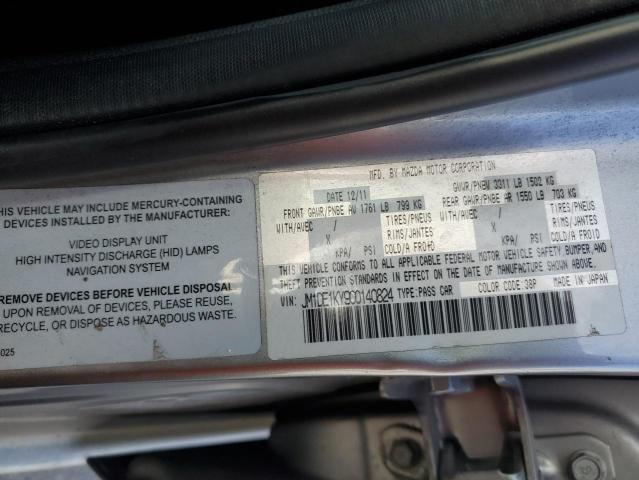 THIS VEHICLE MAY INCLUDE MERCURY-CONTAINING
DEVICES INSTALLED BY THE MANUFACTURER:
VIDEO DISPLAY UNIT
HIGH INTENSITY DISCHARGE (HID) LAMPS
NAVIGATION SYSTEM
REMOVE DEVICES BEFORE VEHICLE DISPOSAL
UPON REMOVAL OF DEVICES PLEASE REUSE,
RECYCLE, OR DISPOSE AS HAZARDOUS WASTE.
025
MFD. BY MAZDA MOTOR CORPORATION
DATE 12/11 GVWR/PNBV 3311 LB 1502 KG
FRONT GAWR/PNBE AV 1761 LB 799 KG REAR GAWR/PNBE AR 1550 LB 703 KG
WITH/AVEC / TIRES/PNEUS WITH/AVEC / TIRES/PNEUS
X RIMS/JANTES X RIMS/JANTES
KPA/ PSI COLD/A FROID KPA/ PSI COLD/A FROID
THIS VEHICLE CONFORMS TO ALL APPLICABLE FEDERAL MOTOR VEHICLE SAFETY, BUMPER, AND
THEFT PREVENTION STANDARDS IN EFFECT ON THE DATE OF MANUFACTURE SHOWN ABOVE.
VIN: JM1DE1KY9C0140824 TYPE: PASS CAR COLOR CODE: 38P MADE IN JAPAN